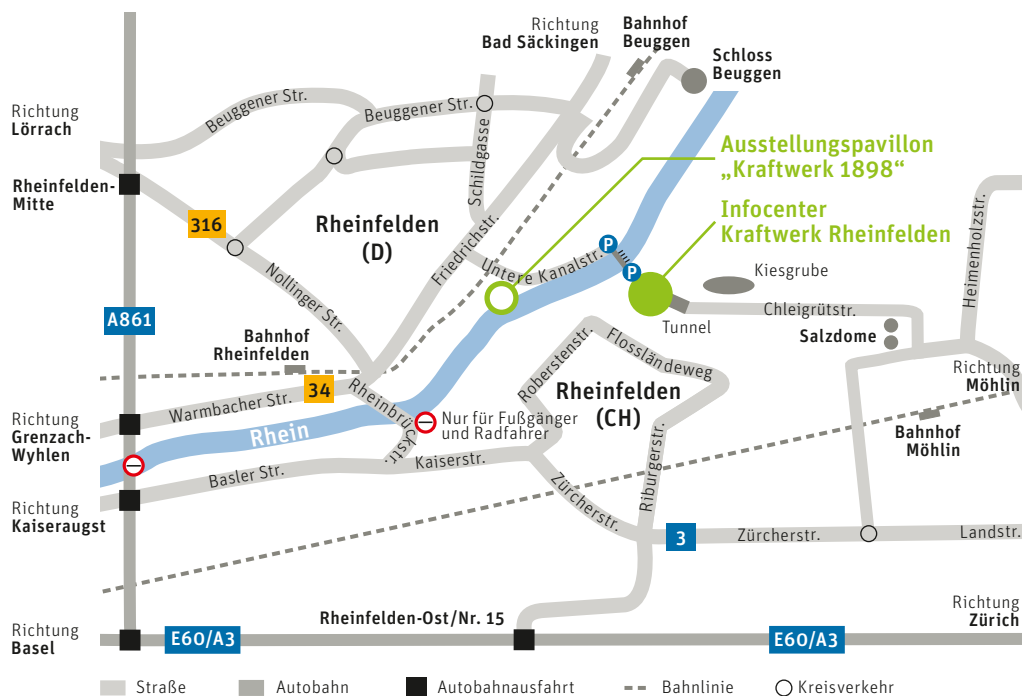 Richtung
Bad Säckingen
Bahnhof
Beuggen
Schloss
Beuggen
Richtung
Lörrach
Beuggener Str.
Beuggener Str.
Schildgasse
Ausstellungspavillon
„Kraftwerk 1898“
Rheinfelden-
Mitte
316
Rheinfelden
(D)
Friedrichstr.
Infocenter
Kraftwerk Rheinfelden
Heimenholzstr.
Untere Kanalstr.
P
P
Kiesgrube
Nollinger Str.
Chleigrütstr.
A861
Tunnel
Salzdome
Bahnhof
Rheinfelden
Roberstenstr.
Flossländeweg
Richtung
Möhlin
34
Rheinfelden
(CH)
Warmbacher Str.
Rheinbrückstr.
Nur für Fußgänger
und Radfahrer
Richtung
Grenzach-
Wyhlen
Rhein
Bahnhof
Möhlin
Kaiserstr.
Basler Str.
Riburgerstr.
Richtung
Kaiseraugst
Zürcherstr.
3
Zürcherstr.
Landstr.
Rheinfelden-Ost/Nr. 15
Richtung
Zürich
Richtung
Basel
E60/A3
E60/A3
Straße
Autobahn
Autobahnausfahrt
Bahnlinie
Kreisverkehr